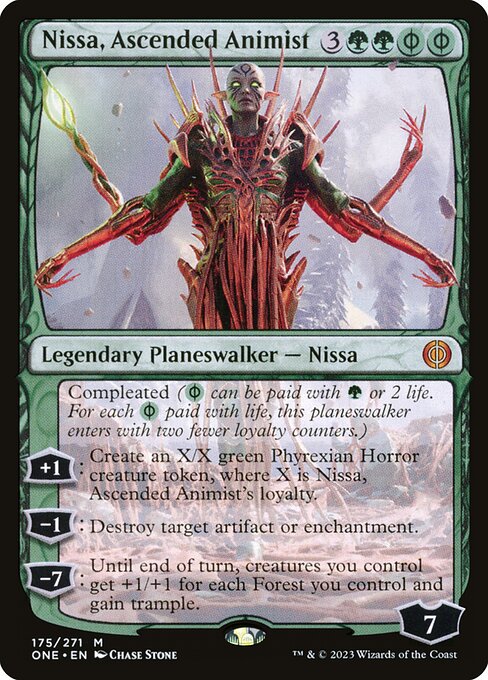 Nissa, Ascended Animist 3
Legendary Planeswalker — Nissa
Compleated ( can be paid with or 2 life.
For each paid with life, this planeswalker
enters with two fewer loyalty counters.)
+1: Create an X/X green Phyrexian Horror
creature token, where X is Nissa,
Ascended Animist's loyalty.
−1: Destroy target artifact or enchantment.
−7: Until end of turn, creatures you control
get +1/+1 for each Forest you control and
gain trample.
7
175/271 M
ONE • EN Chase Stone
™ & © 2023 Wizards of the Coast